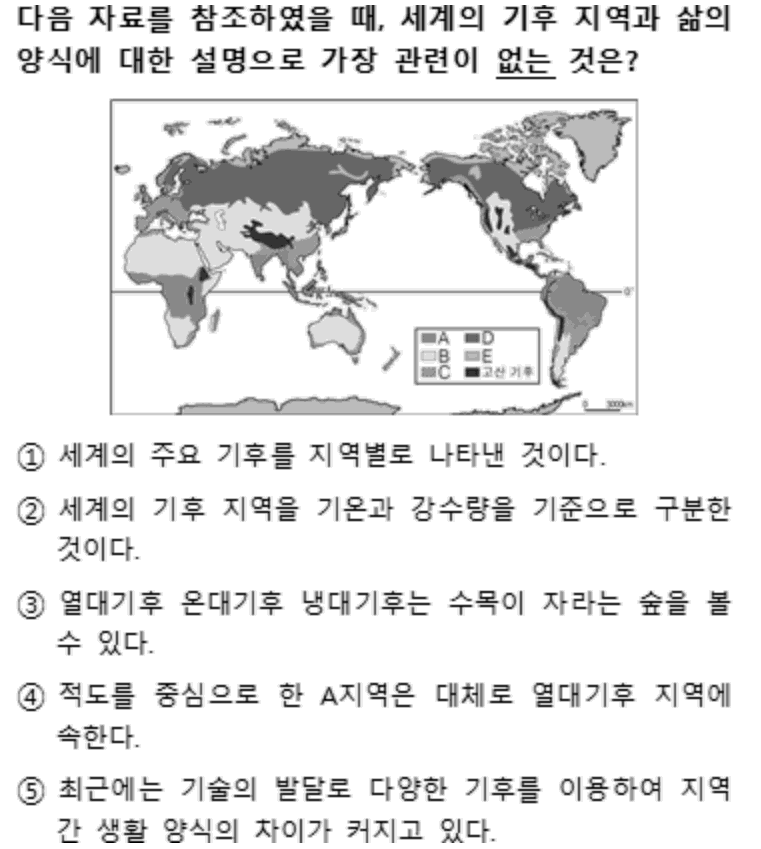 다음 자료를 참조하였을 때, 세계의 기후 지역과 삶의
양식에 대한 설명으로 가장 관련이 없는 것은?
0°
A D
B E
C 고산 기후
0 3000km
① 세계의 주요 기후를 지역별로 나타낸 것이다.
② 세계의 기후 지역을 기온과 강수량을 기준으로 구분한
것이다.
③ 열대기후 온대기후 냉대기후는 수목이 자라는 숲을 볼
수 있다.
④ 적도를 중심으로 한 A지역은 대체로 열대기후 지역에
속한다.
⑤ 최근에는 기술의 발달로 다양한 기후를 이용하여 지역
간 생활 양식의 차이가 커지고 있다.